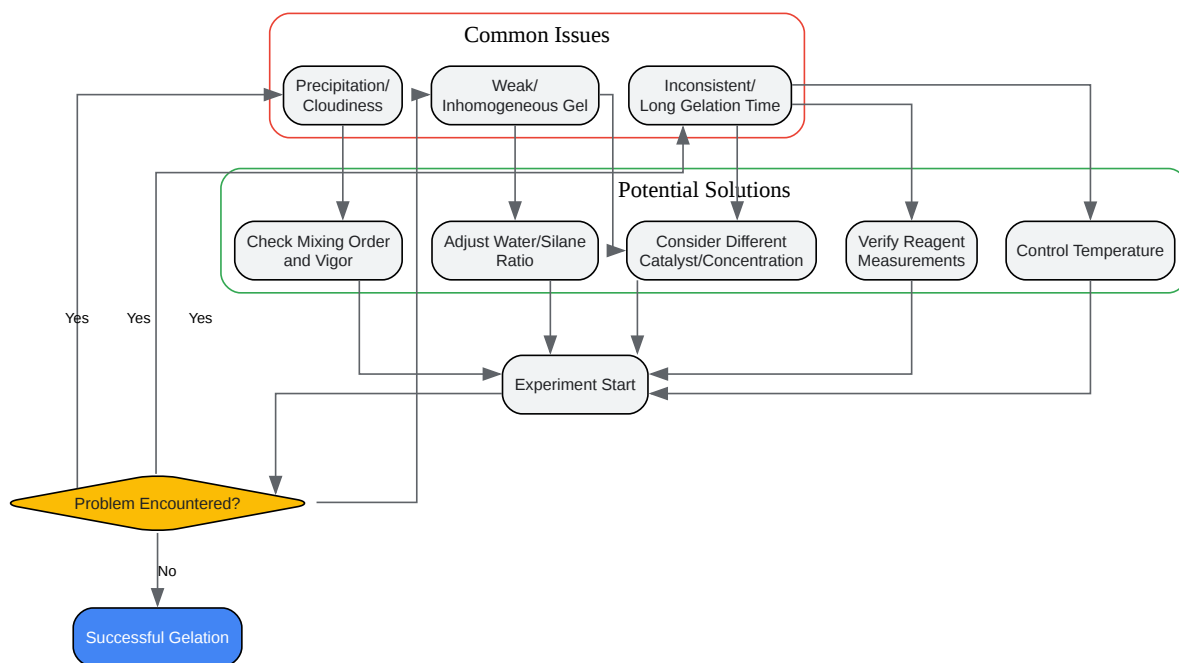 Common Issues
Precipitation/
Cloudiness
Weak/
Inhomogeneous Gel
Inconsistent/
Long Gelation Time
Potential Solutions
Check Mixing Order
and Vigor
Adjust Water/Silane
Ratio
Consider Different
Catalyst/Concentration
Verify Reagent
Measurements
Control Temperature
Yes
Yes
Yes
Experiment Start
Problem Encountered?
No
Successful Gelation